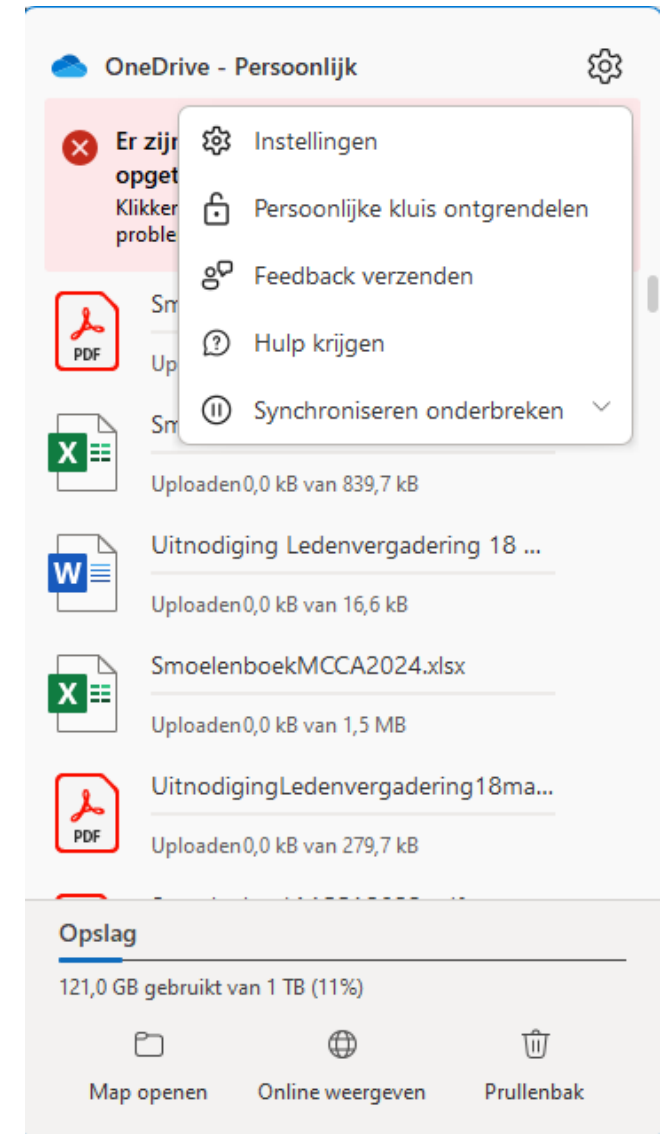 OneDrive - Persoonlijk
Er zijn
opget
Klikken
proble
Instellingen
Persoonlijke kluis ontgrendelen
Feedback verzenden
Hulp krijgen
Synchroniseren onderbreken
PDF
Sm
Up
X
Sm
Uploaden0,0 kB van 839,7 kB
W
Uitnodiging Ledenvergadering 18 ...
Uploaden0,0 kB van 16,6 kB
X
SmoelenboekMCCA2024.xlsx
Uploaden0,0 kB van 1,5 MB
PDF
UitnodigingLedenvergadering18ma...
Uploaden0,0 kB van 279,7 kB
Opslag
121,0 GB gebruikt van 1 TB (11%)
Map openen
Online weergeven
Prullenbak